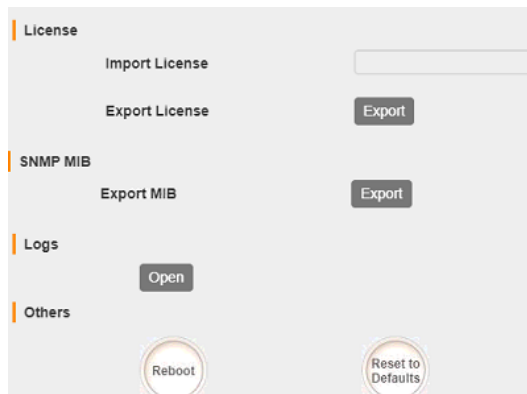 License
Import License
Export License Export
SNMP MIB
Export MIB Export
Logs
Open
Others
Reboot Reset to
Defaults